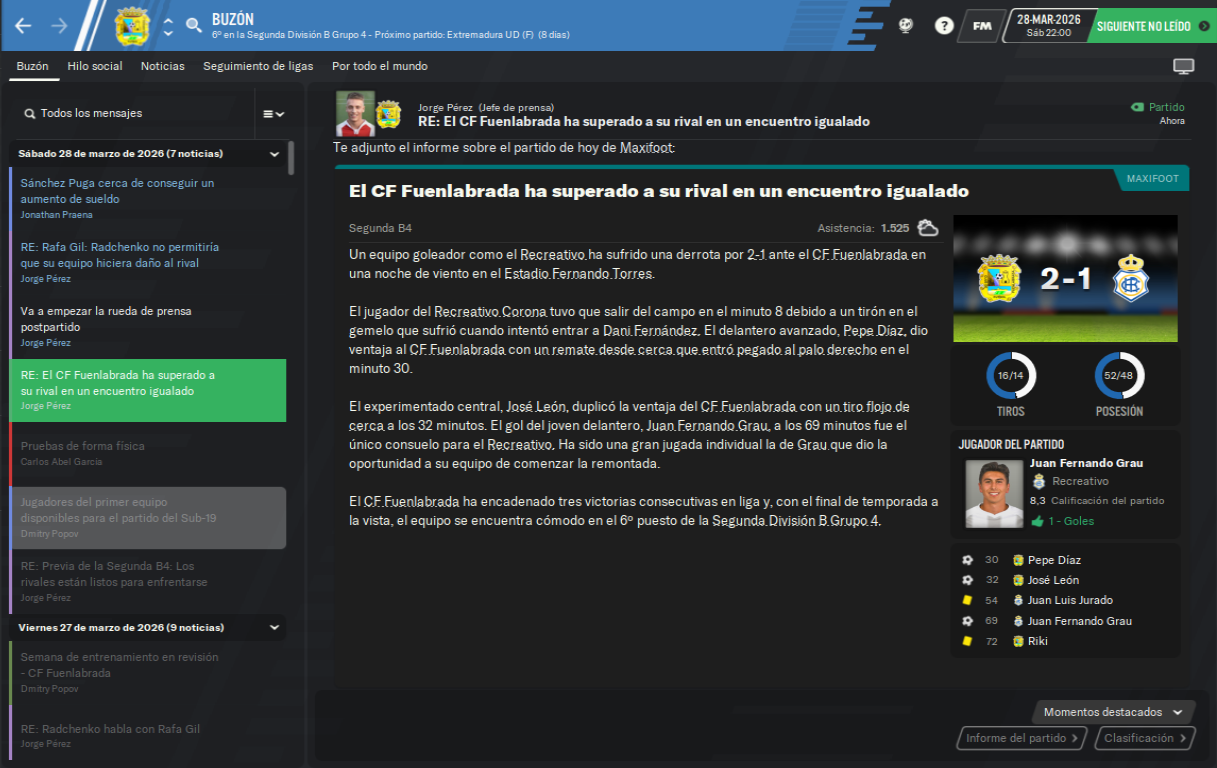 BUZÓN
6º en la Segunda División B Grupo 4 - Próximo partido: Extremadura UD (F) (8 días)
?
FM
28-MAR-2026
Sáb 22:00
SIGUIENTE NO LEÍDO
Buzón
Hilo social
Noticias
Seguimiento de ligas
Por todo el mundo
Todos los mensajes
Sábado 28 de marzo de 2026 (7 noticias)
Sánchez Puga cerca de conseguir un
aumento de sueldo
Jonathan Praena
RE: Rafa Gil: Radchenko no permitiría
que su equipo hiciera daño al rival
Jorge Pérez
Va a empezar la rueda de prensa
postpartido
Jorge Pérez
RE: El CF Fuenlabrada ha superado a
su rival en un encuentro igualado
Jorge Pérez
Pruebas de forma física
Carlos Abel García
Jugadores del primer equipo
disponibles para el partido del Sub-19
Dmitry Popov
RE: Previa de la Segunda B4: Los
rivales están listos para enfrentarse
Jorge Pérez
Viernes 27 de marzo de 2026 (9 noticias)
Semana de entrenamiento en revisión
- CF Fuenlabrada
Dmitry Popov
RE: Radchenko habla con Rafa Gil
Jorge Pérez
Jorge Pérez (Jefe de prensa)
RE: El CF Fuenlabrada ha superado a su rival en un encuentro igualado
Partido
Ahora
Te adjunto el informe sobre el partido de hoy de Maxifoot:
MAXIFOOT
El CF Fuenlabrada ha superado a su rival en un encuentro igualado
Segunda B4
Asistencia: 1.525
Un equipo goleador como el Recreativo ha sufrido una derrota por 2-1 ante el CF Fuenlabrada en
una noche de viento en el Estadio Fernando Torres.
El jugador del Recreativo Corona tuvo que salir del campo en el minuto 8 debido a un tirón en el
gemelo que sufrió cuando intentó entrar a Dani Fernández. El delantero avanzado, Pepe Díaz, dio
ventaja al CF Fuenlabrada con un remate desde cerca que entró pegado al palo derecho en el
minuto 30.
El experimentado central, José León, duplicó la ventaja del CF Fuenlabrada con un tiro flojo de
cerca a los 32 minutos. El gol del joven delantero, Juan Fernando Grau, a los 69 minutos fue el
único consuelo para el Recreativo. Ha sido una gran jugada individual la de Grau que dio la
oportunidad a su equipo de comenzar la remontada.
El CF Fuenlabrada ha encadenado tres victorias consecutivas en liga y, con el final de temporada a
la vista, el equipo se encuentra cómodo en el 6º puesto de la Segunda División B Grupo 4.
2-1
16/14
TIROS
52/48
POSESIÓN
JUGADOR DEL PARTIDO
Juan Fernando Grau
Recreativo
8,3 Calificación del partido
1 - Goles
30 Pepe Díaz
32 José León
54 Juan Luis Jurado
69 Juan Fernando Grau
72 Riki
Momentos destacados
Informe del partido
Clasificación